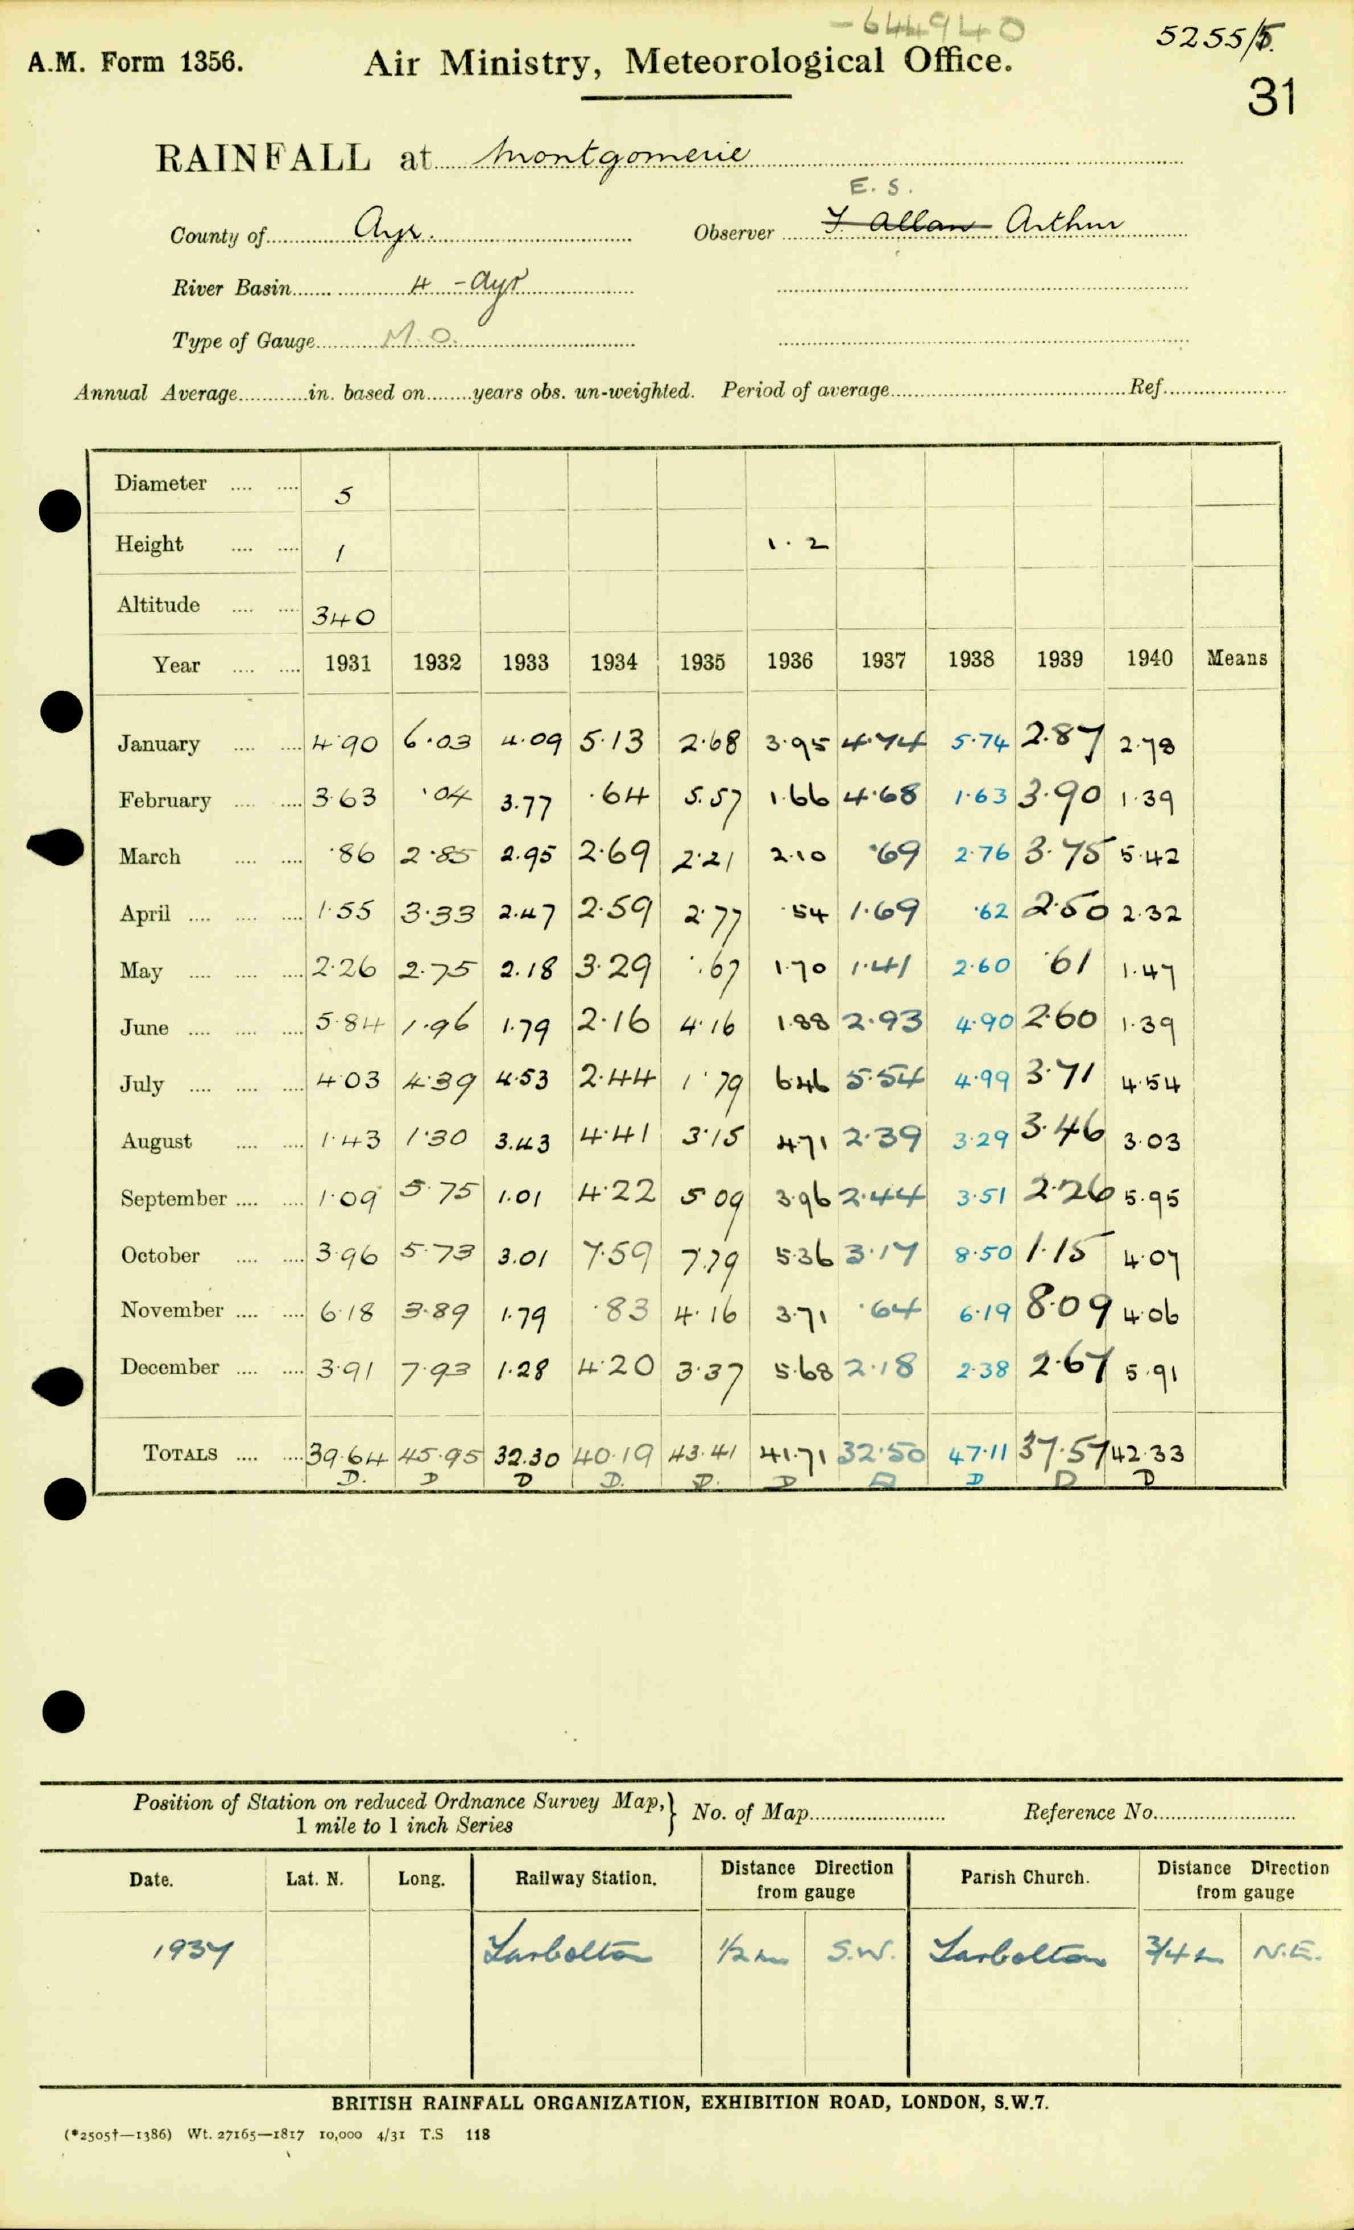 -644940
5255/5.
A.M. Form 1356. Air Ministry, Meteorological Office.
31
RAINFALL at Montgomerie
E. S.
County of Ayr. Observer T. Allan Arthur
River Basin 4 - Ayr
Type of Gauge M.O.
Annual Average............in. based on........years obs. un-weighted. Period of average............Ref............
Diameter .... .... 5
Height .... .... 1 1.2
Altitude .... .... 340
Year .... .... 1931 1932 1933 1934 1935 1936 1937 1938 1939 1940 Means
January .... .... 4.90 6.03 4.09 5.13 2.68 3.95 4.74 5.74 2.87 2.78
February .... .... 3.63 .04 3.77 .64 5.57 1.66 4.68 1.63 3.90 1.39
March .... .... .86 2.85 2.95 2.69 2.21 2.10 .69 2.76 3.75 5.42
April .... .... .... 1.55 3.33 2.47 2.59 2.77 .54 1.69 .62 2.50 2.32
May .... .... .... 2.26 2.75 2.18 3.29 .67 1.70 1.41 2.60 .61 1.47
June .... .... .... 5.84 1.96 1.79 2.16 4.16 1.88 2.93 4.90 2.60 1.39
July .... .... .... 4.03 4.39 4.53 2.44 1.79 6.46 5.54 4.99 3.71 4.54
August .... .... 1.43 1.30 3.43 4.41 3.15 4.71 2.39 3.29 3.46 3.03
September .... .... 1.09 5.75 1.01 4.22 5.09 3.96 2.44 3.51 2.26 5.95
October .... .... 3.96 5.73 3.01 7.59 7.79 5.36 3.17 8.50 1.15 4.07
November .... .... 6.18 3.89 1.79 .83 4.16 3.71 .64 6.19 8.09 4.06
December .... .... 3.91 7.93 1.28 4.20 3.37 5.68 2.18 2.38 2.67 5.91
TOTALS .... .... 39.64 45.95 32.30 40.19 43.41 41.71 32.50 47.11 37.57 42.33
D. D D D. D. D D D D D
Position of Station on reduced Ordnance Survey Map,} No. of Map............ Reference No............
1 mile to 1 inch Series
Date. Lat. N. Long. Railway Station. Distance Direction from gauge Parish Church. Distance Direction from gauge
1937 Tarbolton 1/2 m S.W. Tarbolton 3/4 m N.E.
BRITISH RAINFALL ORGANIZATION, EXHIBITION ROAD, LONDON, S.W.7.
(*2505†—1386) Wt. 27165—1817 10,000 4/31 T.S 118